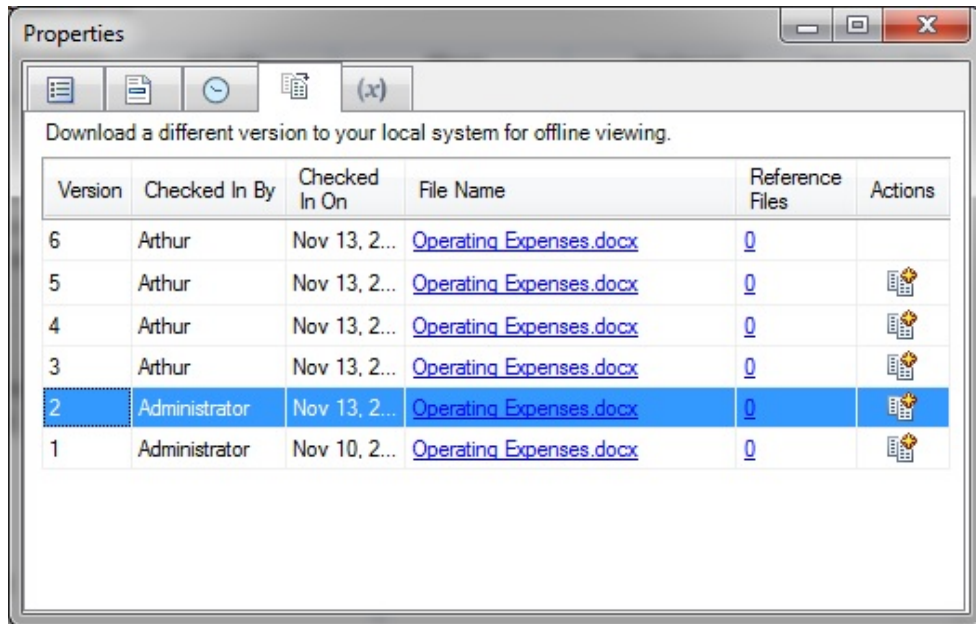 Properties
(x)
Download a different version to your local system for offline viewing.
Version Checked In By Checked In On File Name Reference Files Actions
6 Arthur Nov 13, 2... Operating Expenses.docx 0
5 Arthur Nov 13, 2... Operating Expenses.docx 0
4 Arthur Nov 13, 2... Operating Expenses.docx 0
3 Arthur Nov 13, 2... Operating Expenses.docx 0
2 Administrator Nov 13, 2... Operating Expenses.docx 0
1 Administrator Nov 10, 2... Operating Expenses.docx 0